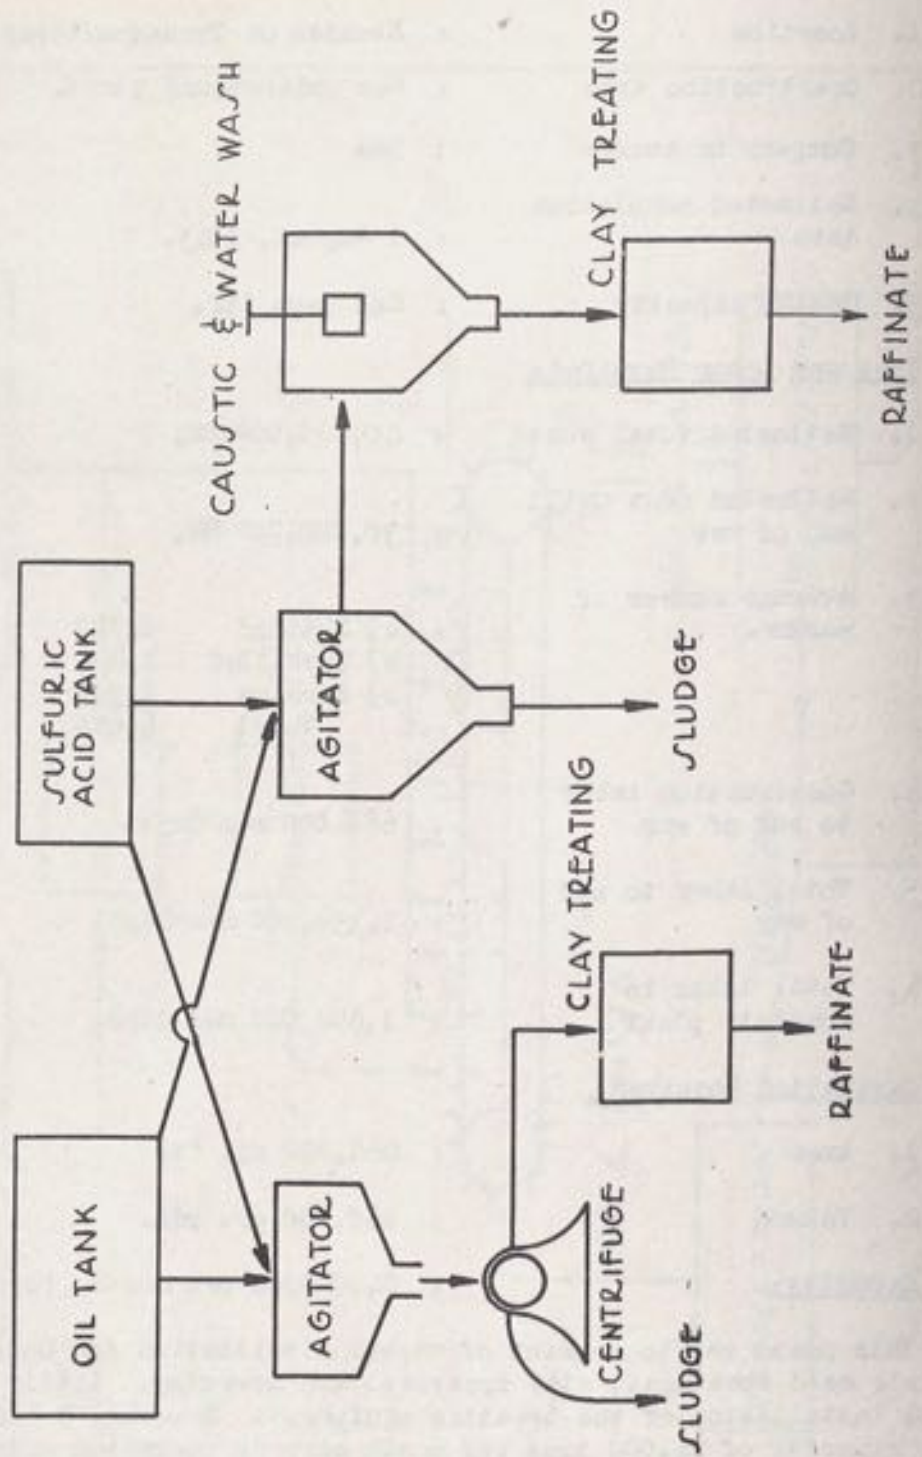 OIL TANK
SULFURIC
ACID TANK
CAUSTIC & WATER WASH
AGITATOR
AGITATOR
CLAY TREATING
CENTRIFUGE
CLAY TREATING
SLUDGE
SLUDGE
RAFFINATE
RAFFINATE